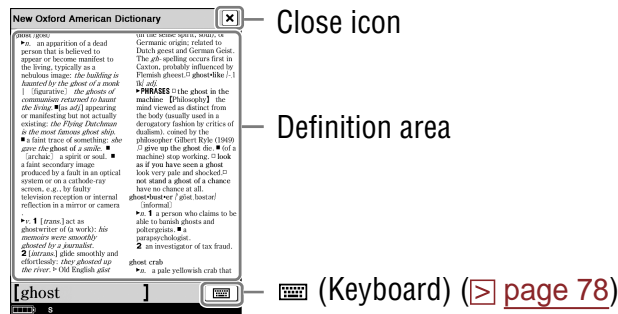 New Oxford American Dictionary
ghost /gōst/
▸n. an apparition of a dead
person that is believed to
appear or become manifest to
the living, typically as a
nebulous image: the building is
haunted by the ghost of a monk
| [figurative] the ghosts of
communism returned to haunt
the living. ■[as adj.] appearing
or manifesting but not actually
existing: the Flying Dutchman
is the most famous ghost ship.
■ a faint trace of something: she
gave the ghost of a smile. ■
[archaic] a spirit or soul. ■
a faint secondary image
produced by a fault in an optical
system or on a cathode-ray
screen, e.g., by faulty
television reception or internal
reflection in a mirror or camera
.
▸v. 1 [trans.] act as
ghostwriter of (a work): his
memoirs were smoothly
ghosted by a journalist.
2 [intrans.] glide smoothly and
effortlessly: they ghosted up
the river. ▹ Old English gāst
(in the sense spirit, soul), of
Germanic origin; related to
Dutch geest and German Geist.
The gh- spelling occurs first in
Caxton, probably influenced by
Flemish gheest. □ ghost•like /-ˌl
īk/ adj.
▸PHRASES □ the ghost in the
machine 【Philosophy】 the
mind viewed as distinct from
the body (usually used in a
derogatory fashion by critics of
dualism). coined by the
philosopher Gilbert Ryle (1949)
□ give up the ghost die. ■ (of a
machine) stop working. □ look
as if you have seen a ghost
look very pale and shocked. □
not stand a ghost of a chance
have no chance at all.
ghost•bust•er /ˈgōstˌbəstər/
[informal]
▸n. 1 a person who claims to be
able to banish ghosts and
poltergeists. ■ a
parapsychologist.
2 an investigator of tax fraud.
ghost crab
▸n. a pale yellowish crab that
[ghost ]
S
Close icon
Definition area
(Keyboard) (> page 78)